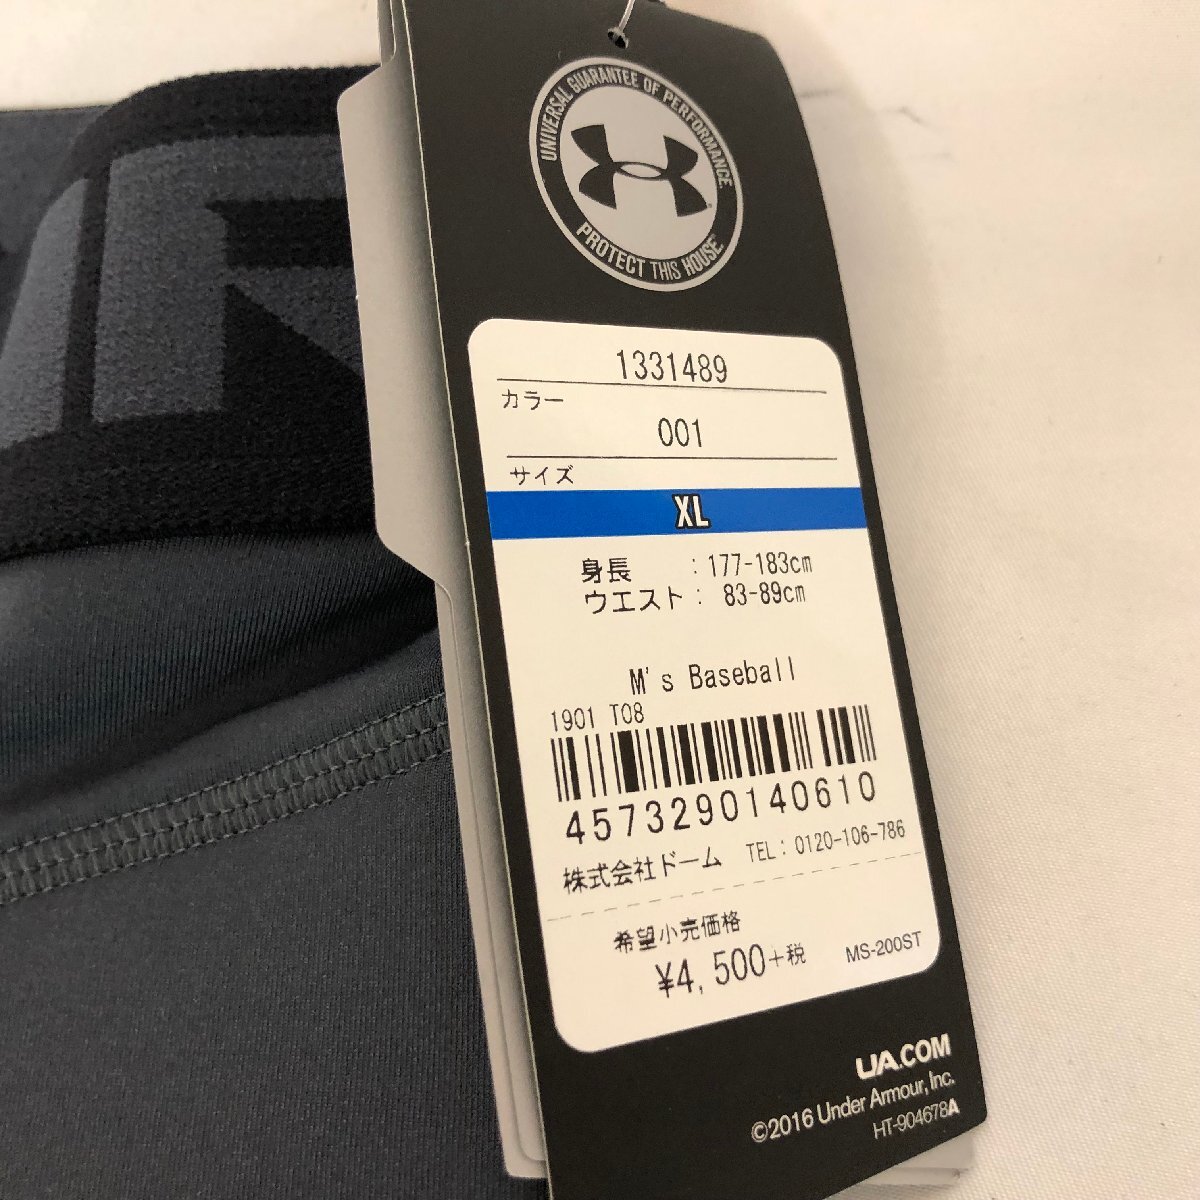 UNIVERSAL GUARANTEE OF PERFORMANCE
PROTECT THIS HOUSE.
1331489
カラー
001
サイズ
XL
身長 : 177-183cm
ウエスト: 83-89cm
M's Baseball
1901 T08
4573290140610
株式会社ドーム TEL: 0120-106-786
希望小売価格
¥4,500+税 MS-200ST
UA.COM
©2016 Under Armour, Inc.
HT-904678A